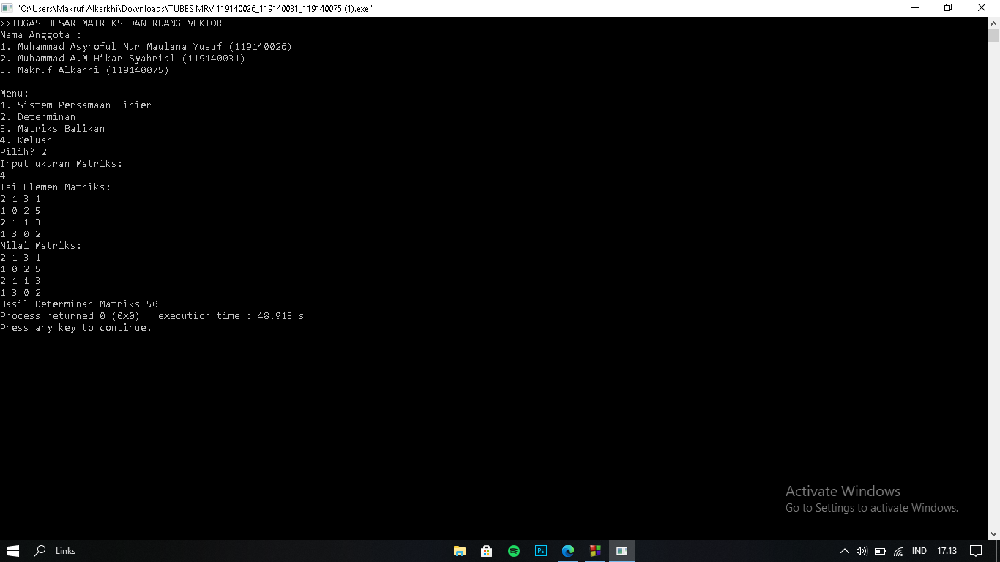 "C:\Users\Makruf Alkarkhi\Downloads\TUBES MRV 119140026_119140031_119140075 (1).exe"
>>TUGAS BESAR MATRIKS DAN RUANG VEKTOR
Nama Anggota :
1. Muhammad Asyroful Nur Maulana Yusuf (119140026)
2. Muhammad A.M Hikar Syahrial (119140031)
3. Makruf Alkarhi (119140075)
Menu:
1. Sistem Persamaan Linier
2. Determinan
3. Matriks Balikan
4. Keluar
Pilih? 2
Input ukuran Matriks:
4
Isi Elemen Matriks:
2 1 3 1
1 0 2 5
2 1 1 3
1 3 0 2
Nilai Matriks:
2 1 3 1
1 0 2 5
2 1 1 3
1 3 0 2
Hasil Determinan Matriks 50
Process returned 0 (0x0)   execution time : 48.913 s
Press any key to continue.
Activate Windows
Go to Settings to activate Windows.
Links
Ps
IND
17.13